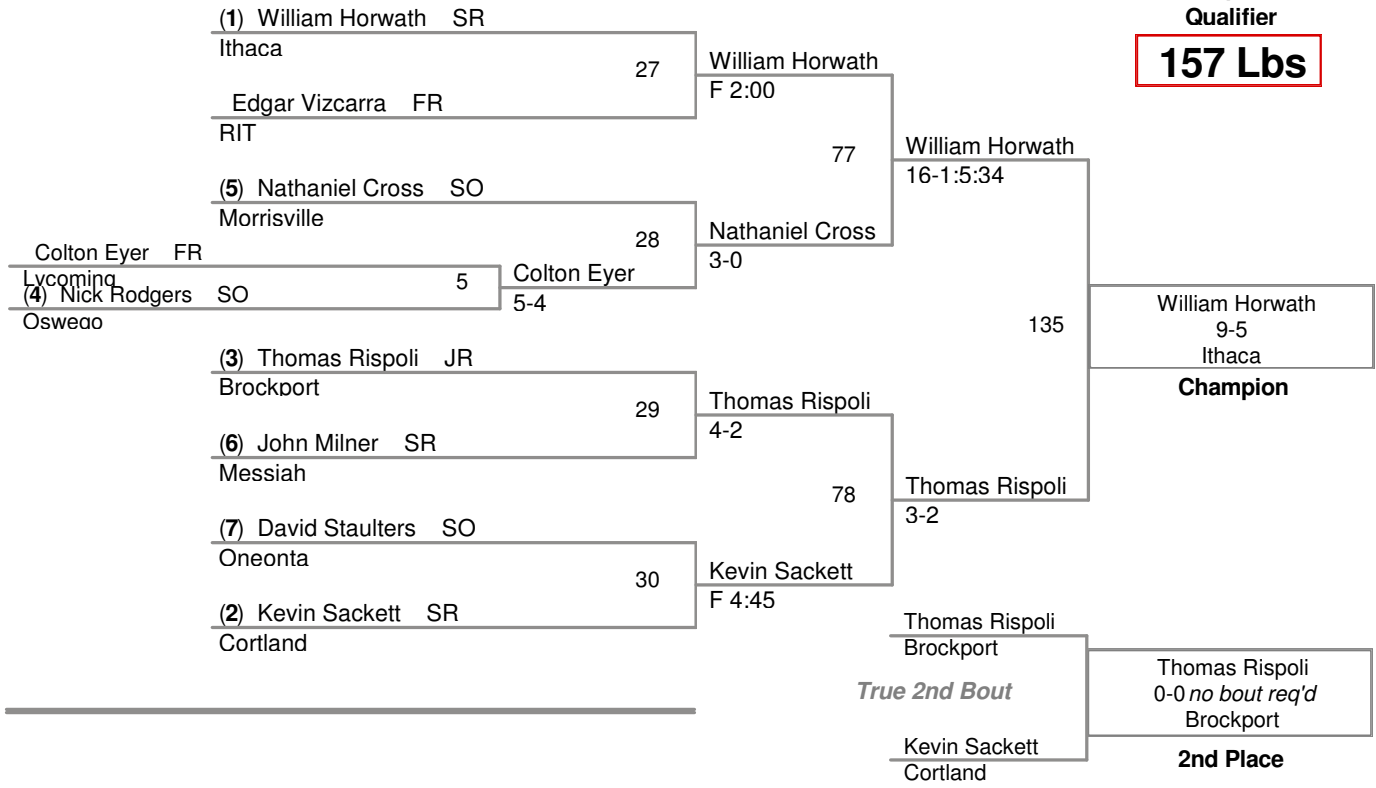 Qualifier
157 Lbs
(1) William Horwath SR
Ithaca
27
William Horwath
F 2:00
Edgar Vizcarra FR
RIT
77
William Horwath
16-1:5:34
(5) Nathaniel Cross SO
Morrisville
28
Nathaniel Cross
3-0
Colton Eyer FR
Lycoming
5
Colton Eyer
5-4
(4) Nick Rodgers SO
Oswego
135
William Horwath
9-5
Ithaca
Champion
(3) Thomas Rispoli JR
Brockport
29
Thomas Rispoli
4-2
(6) John Milner SR
Messiah
78
Thomas Rispoli
3-2
(7) David Staulters SO
Oneonta
30
Kevin Sackett
F 4:45
(2) Kevin Sackett SR
Cortland
Thomas Rispoli
Brockport
True 2nd Bout
Thomas Rispoli
0-0 no bout req'd
Brockport
Kevin Sackett
Cortland
2nd Place